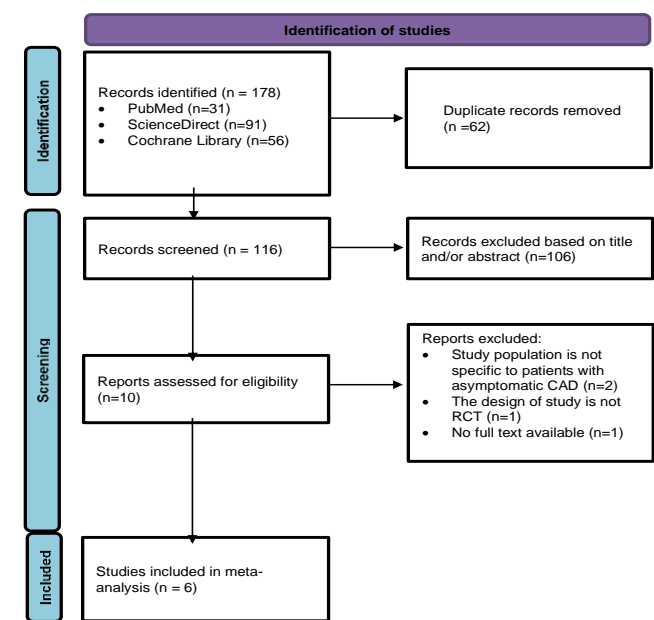 Identification of studies
Identification
Records identified (n = 178)
• PubMed (n=31)
• ScienceDirect (n=91)
• Cochrane Library (n=56)
Duplicate records removed
(n =62)
Screening
Records screened (n = 116)
Records excluded based on title
and/or abstract (n=106)
Reports assessed for eligibility
(n=10)
Reports excluded:
• Study population is not
specific to patients with
asymptomatic CAD (n=2)
• The design of study is not
RCT (n=1)
• No full text available (n=1)
Included
Studies included in meta-
analysis (n = 6)